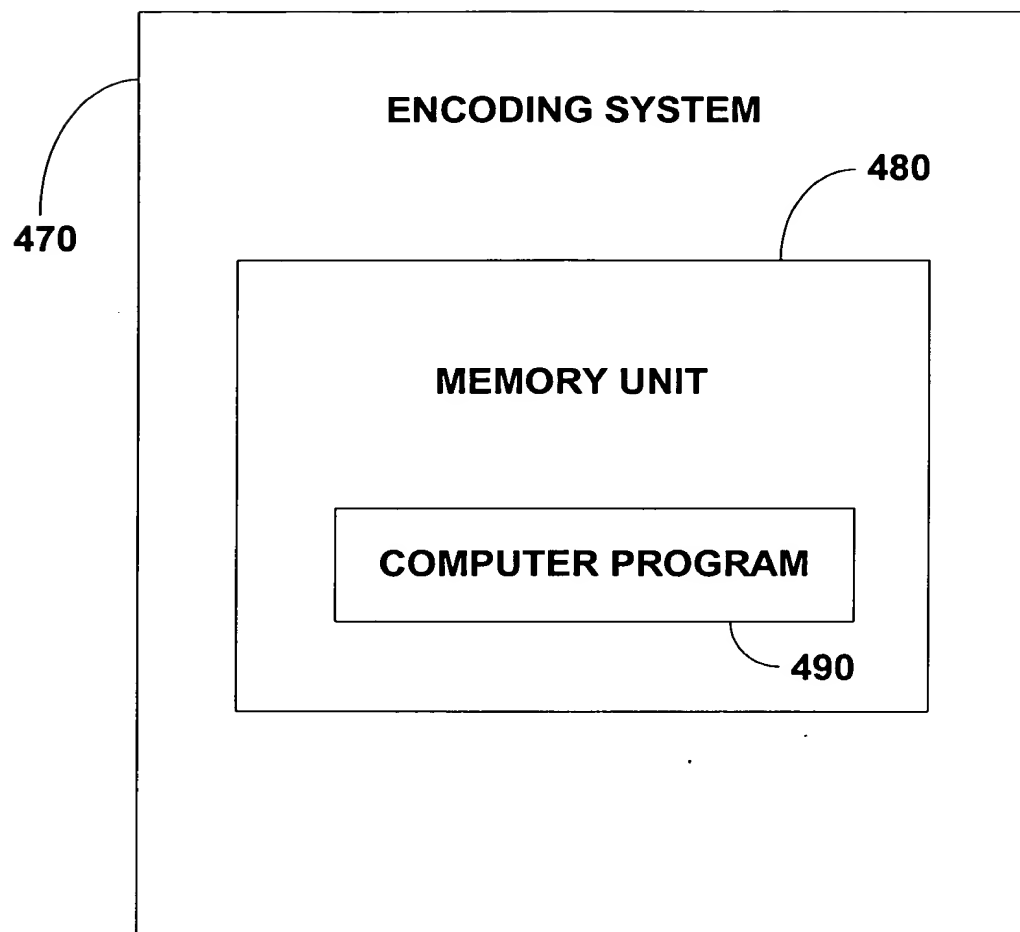 ENCODING SYSTEM
480
470
MEMORY UNIT
COMPUTER PROGRAM
490